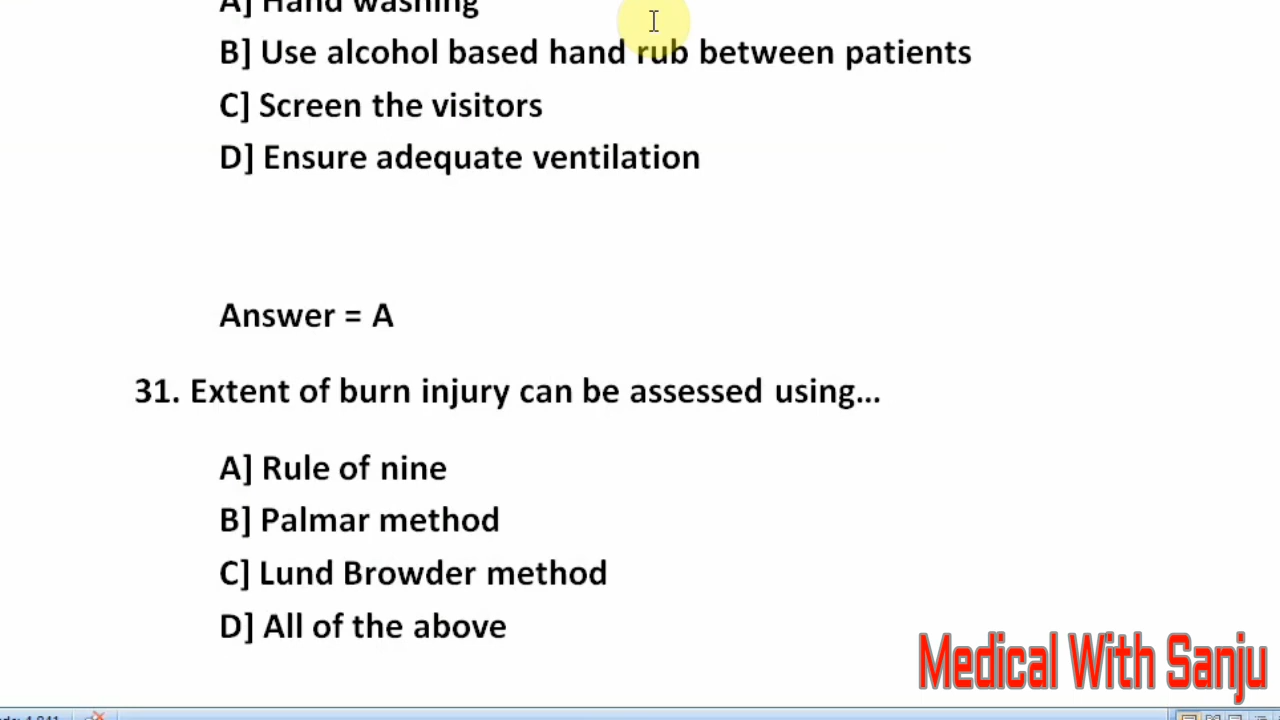 A] Hand washing
B] Use alcohol based hand rub between patients
C] Screen the visitors
D] Ensure adequate ventilation
Answer = A
31. Extent of burn injury can be assessed using...
A] Rule of nine
B] Palmar method
C] Lund Browder method
D] All of the above
Medical With Sanju